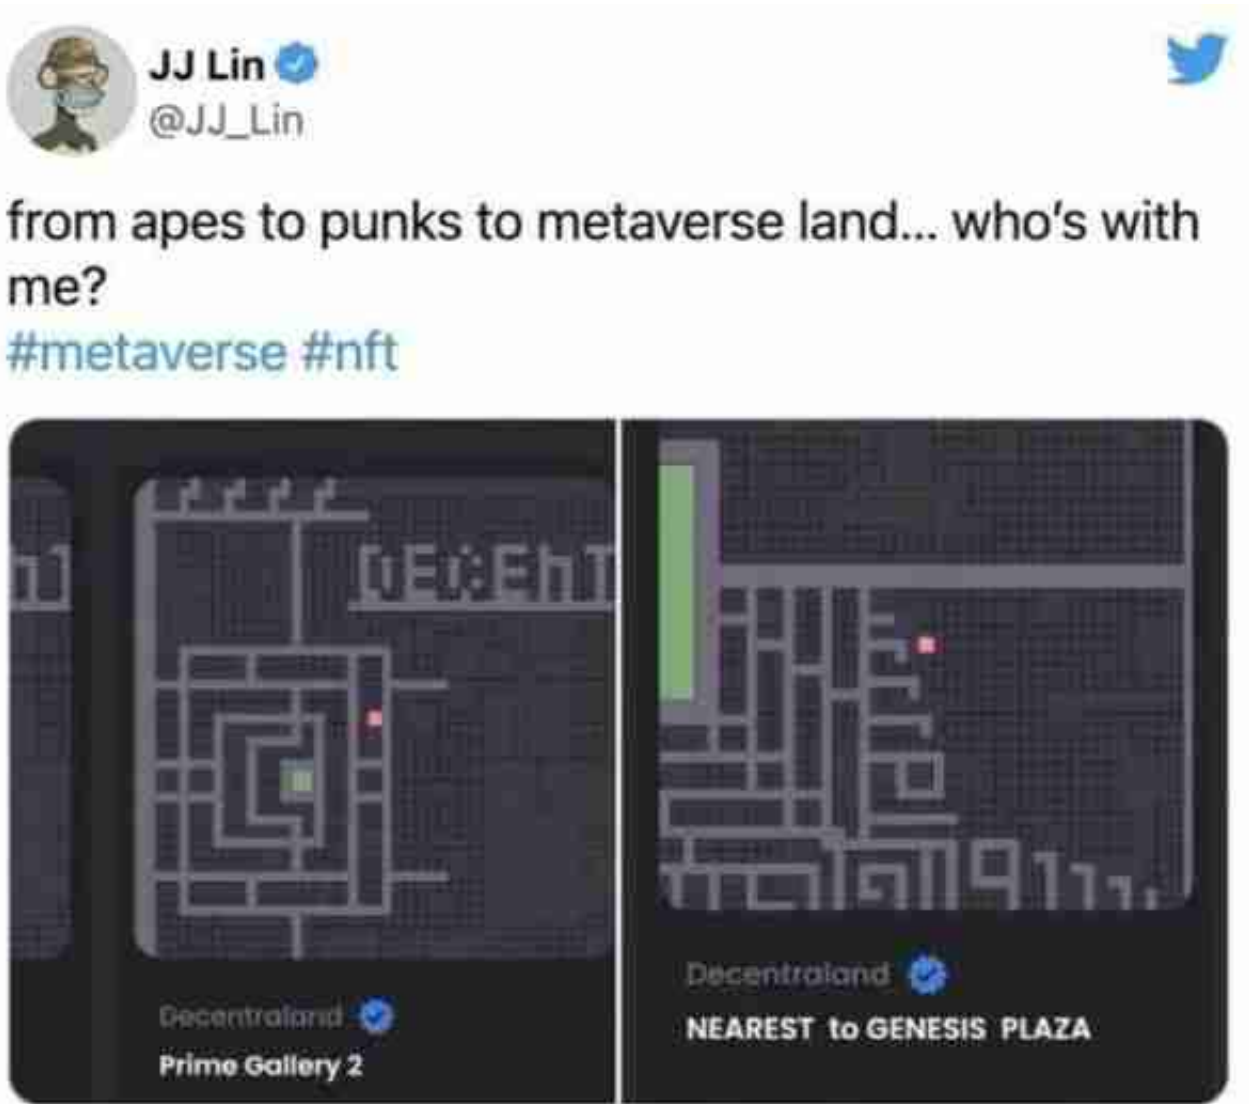 JJ Lin
@JJ_Lin
from apes to punks to metaverse land... who's with
me?
#metaverse #nft
Decentraland
Prime Gallery 2
Decentraland
NEAREST to GENESIS PLAZA